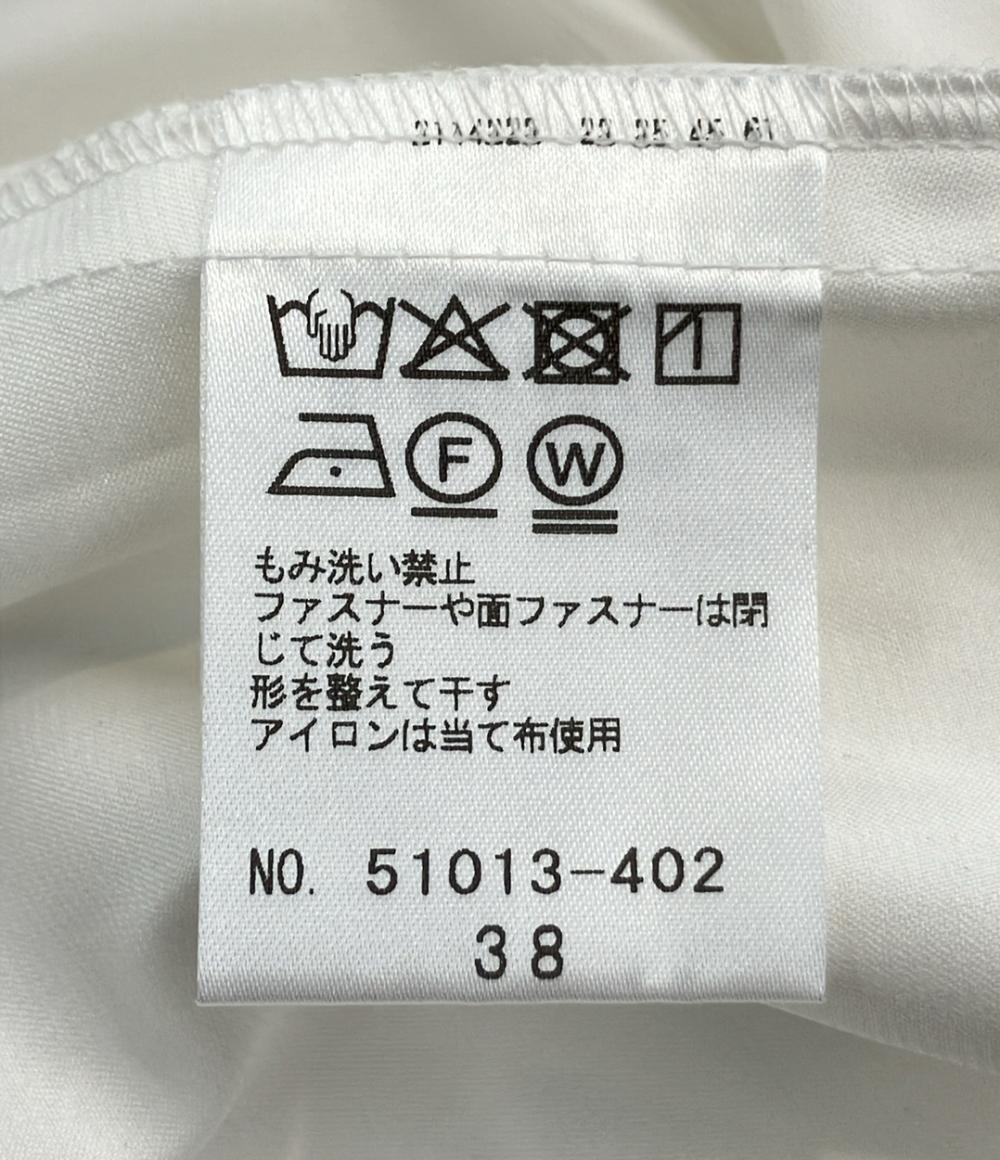 F W
もみ洗い禁止
ファスナーや面ファスナーは閉
じて洗う
形を整えて干す
アイロンは当て布使用
NO. 51013-402
38